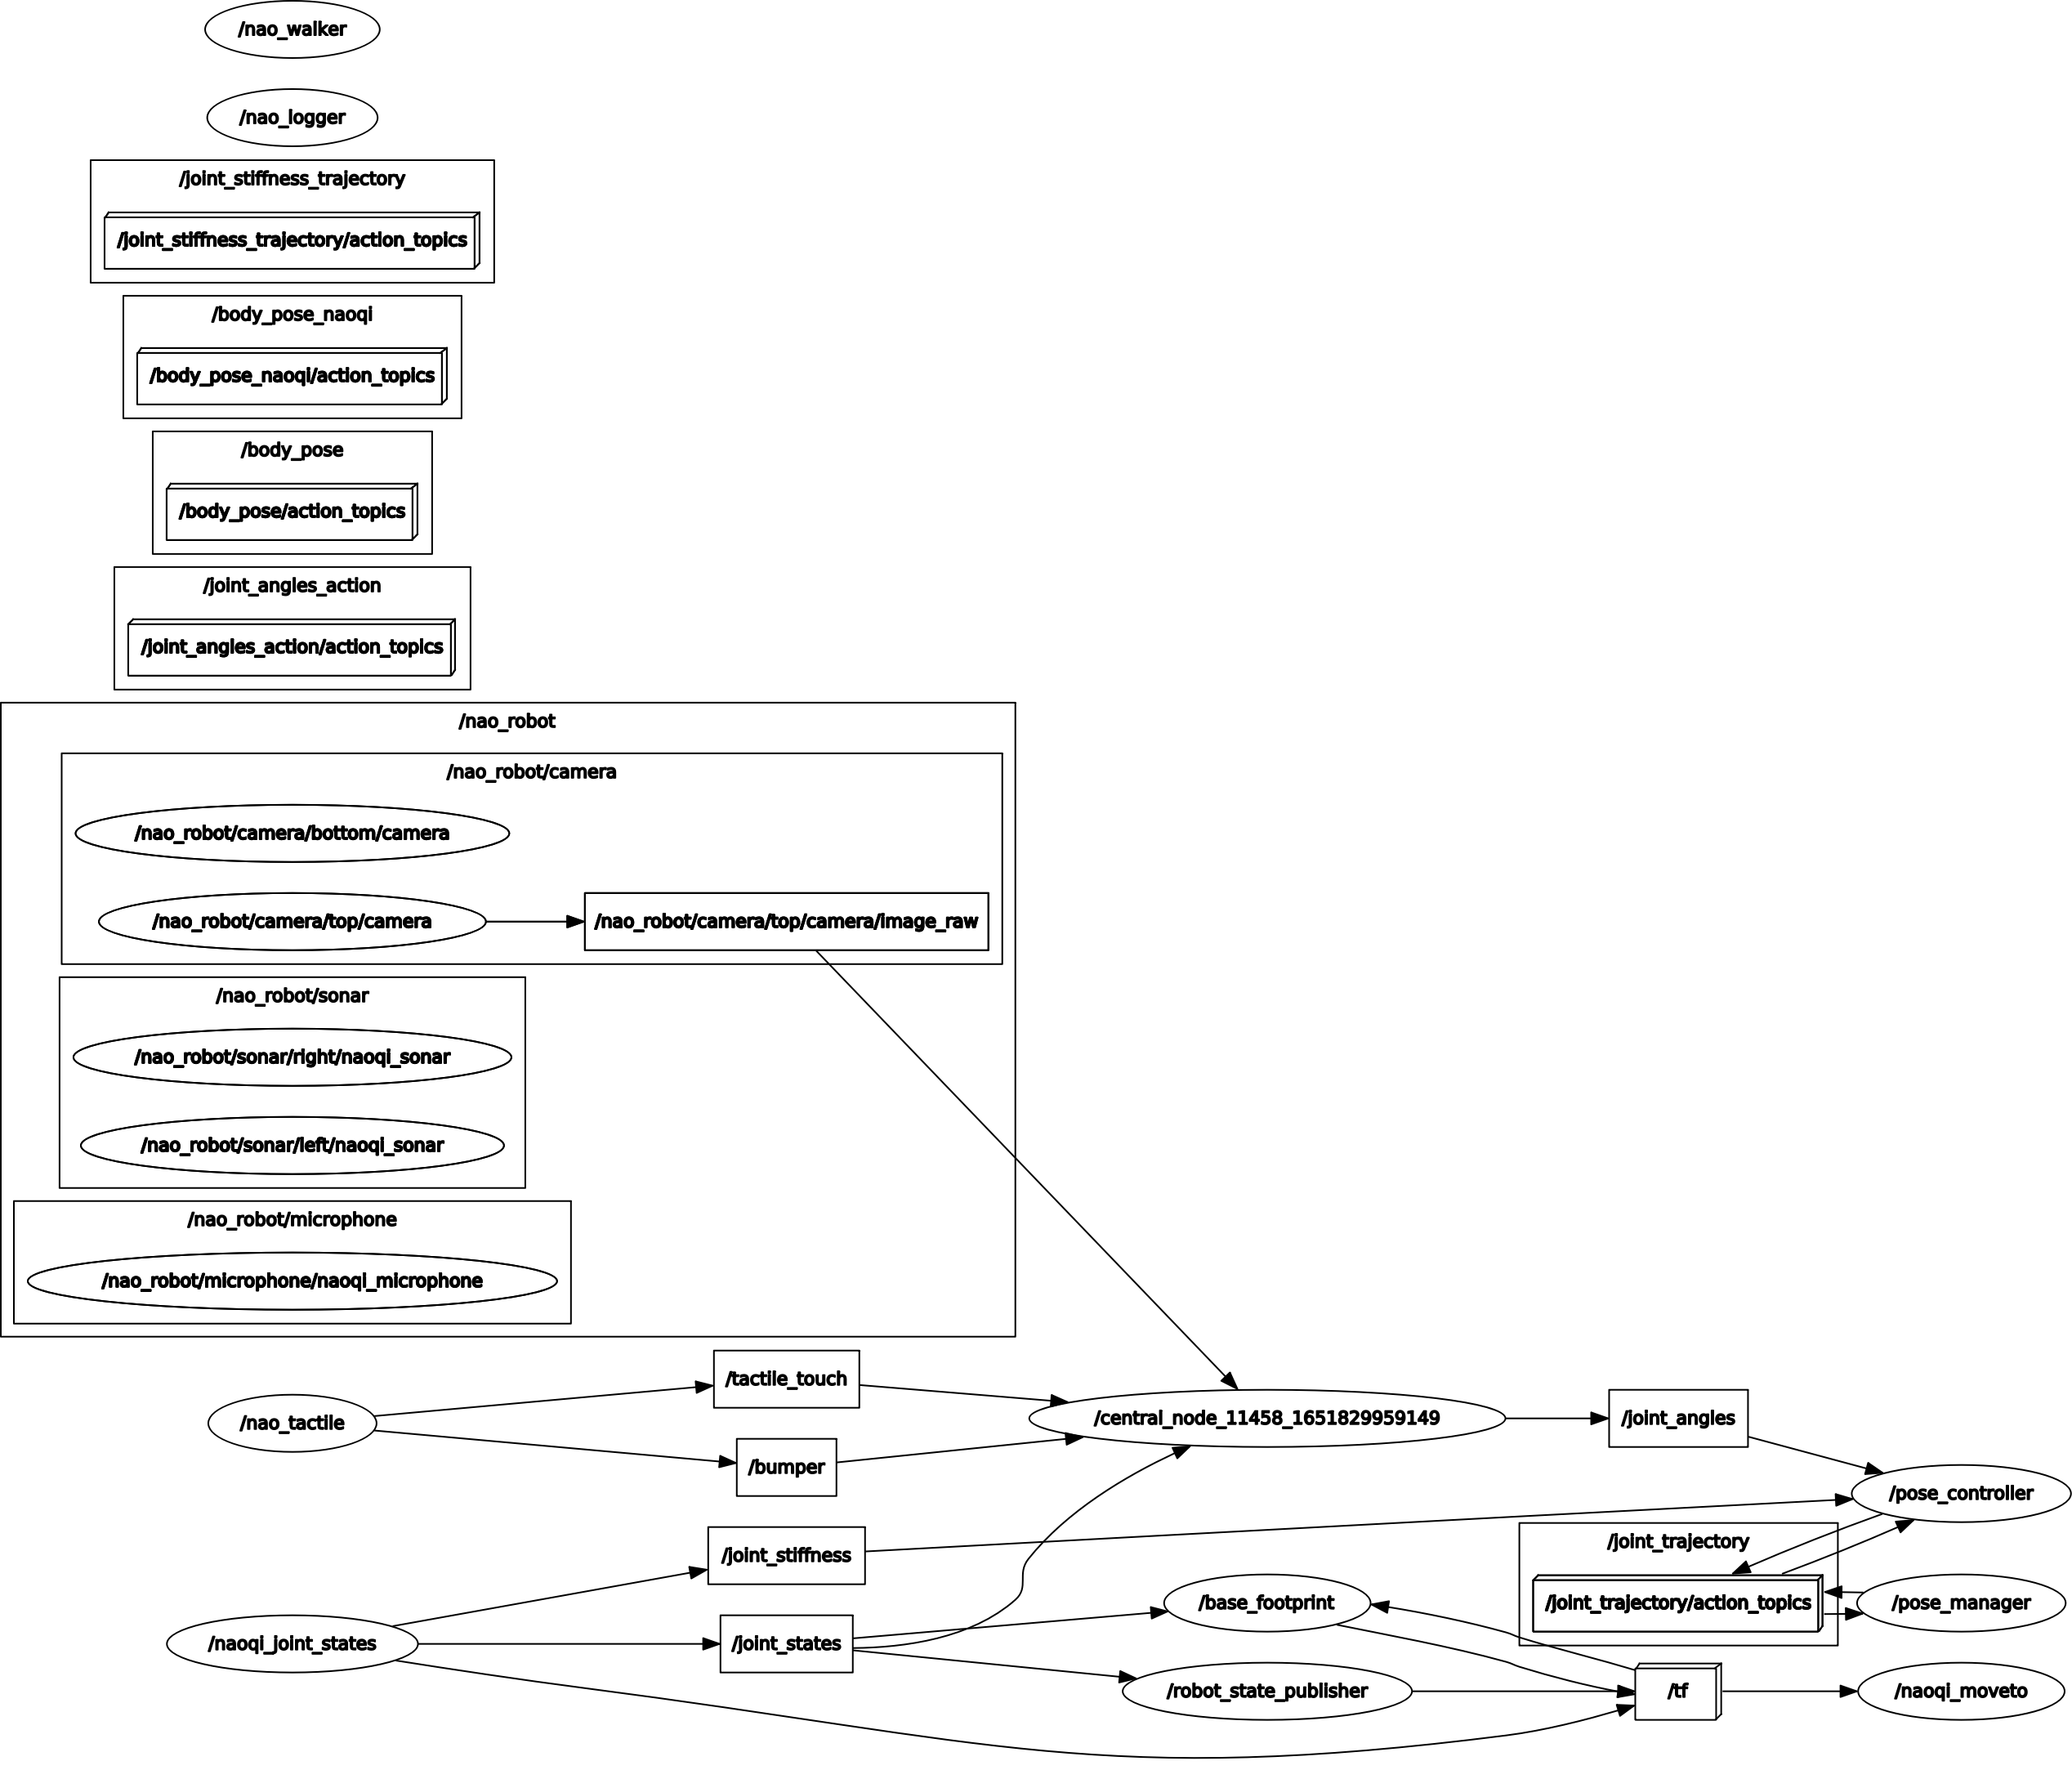 /nao_walker
/nao_logger
/joint_stiffness_trajectory
/joint_stiffness_trajectory/action_topics
/body_pose_naoqi
/body_pose_naoqi/action_topics
/body_pose
/body_pose/action_topics
/joint_angles_action
/joint_angles_action/action_topics
/nao_robot
/nao_robot/camera
/nao_robot/camera/bottom/camera
/nao_robot/camera/top/camera
/nao_robot/camera/top/camera/image_raw
/nao_robot/sonar
/nao_robot/sonar/right/naoqi_sonar
/nao_robot/sonar/left/naoqi_sonar
/nao_robot/microphone
/nao_robot/microphone/naoqi_microphone
/tactile_touch
/nao_tactile
/central_node_11458_1651829959149
/joint_angles
/bumper
/pose_controller
/joint_stiffness
/joint_trajectory
/joint_trajectory/action_topics
/base_footprint
/pose_manager
/naoqi_joint_states
/joint_states
/robot_state_publisher
/tf
/naoqi_moveto